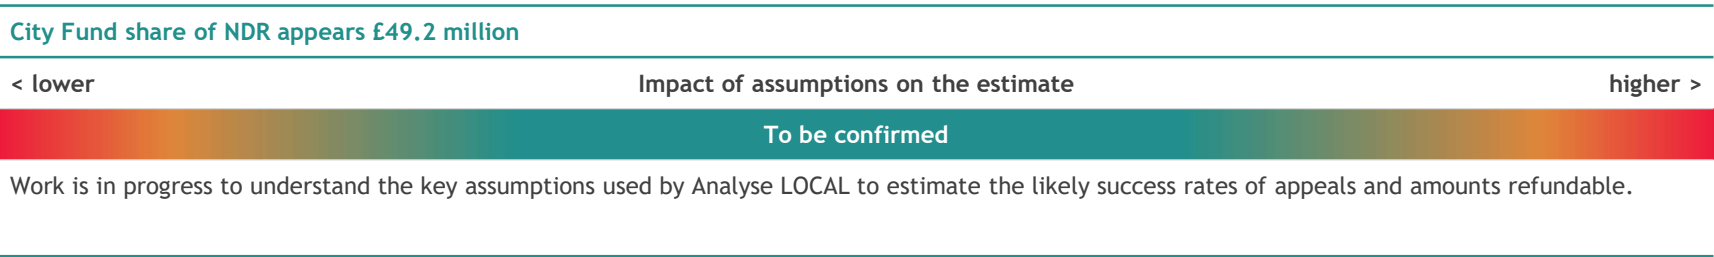 City Fund share of NDR appears £49.2 million
< lower Impact of assumptions on the estimate higher >
To be confirmed
Work is in progress to understand the key assumptions used by Analyse LOCAL to estimate the likely success rates of appeals and amounts refundable.